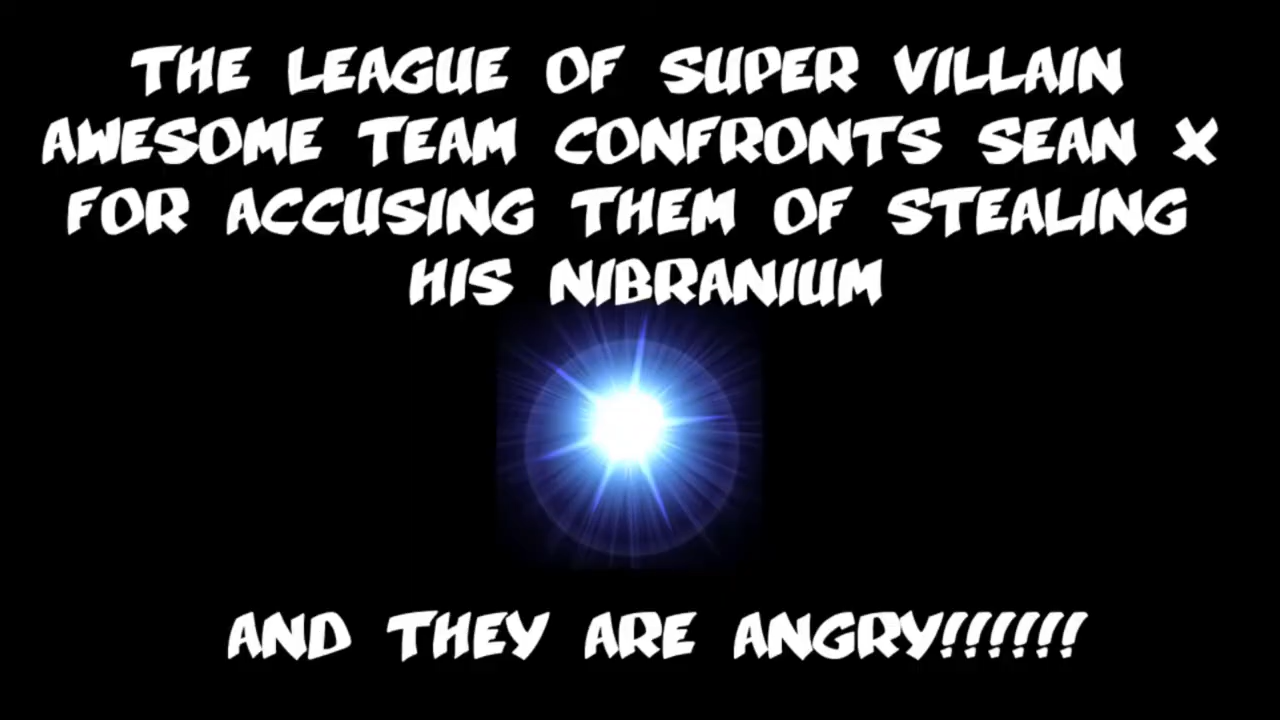 THE LEAGUE OF SUPER VILLAIN
AWESOME TEAM CONFRONTS SEAN X
FOR ACCUSING THEM OF STEALING
HIS NIBRANIUM
AND THEY ARE ANGRY!!!!!!